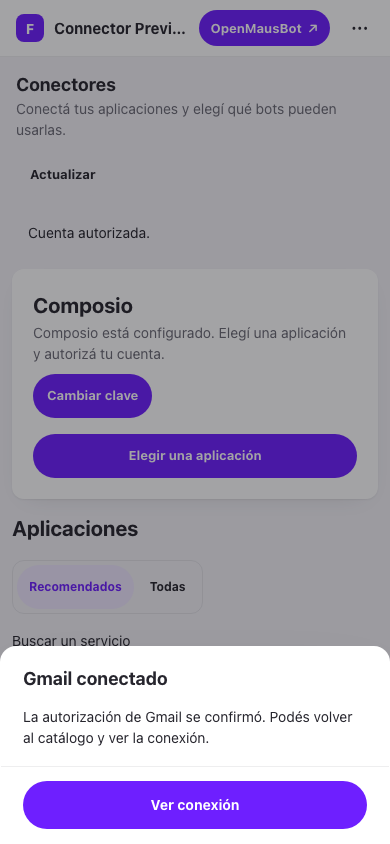 F
Connector Previ...
OpenMausBot ↗
Conectores
Conectá tus aplicaciones y elegí qué bots pueden
usarlas.
Actualizar
Cuenta autorizada.
Composio
Composio está configurado. Elegí una aplicación
y autorizá tu cuenta.
Cambiar clave
Elegir una aplicación
Aplicaciones
Recomendados
Todas
Buscar un servicio
Gmail conectado
La autorización de Gmail se confirmó. Podés volver
al catálogo y ver la conexión.
Ver conexión